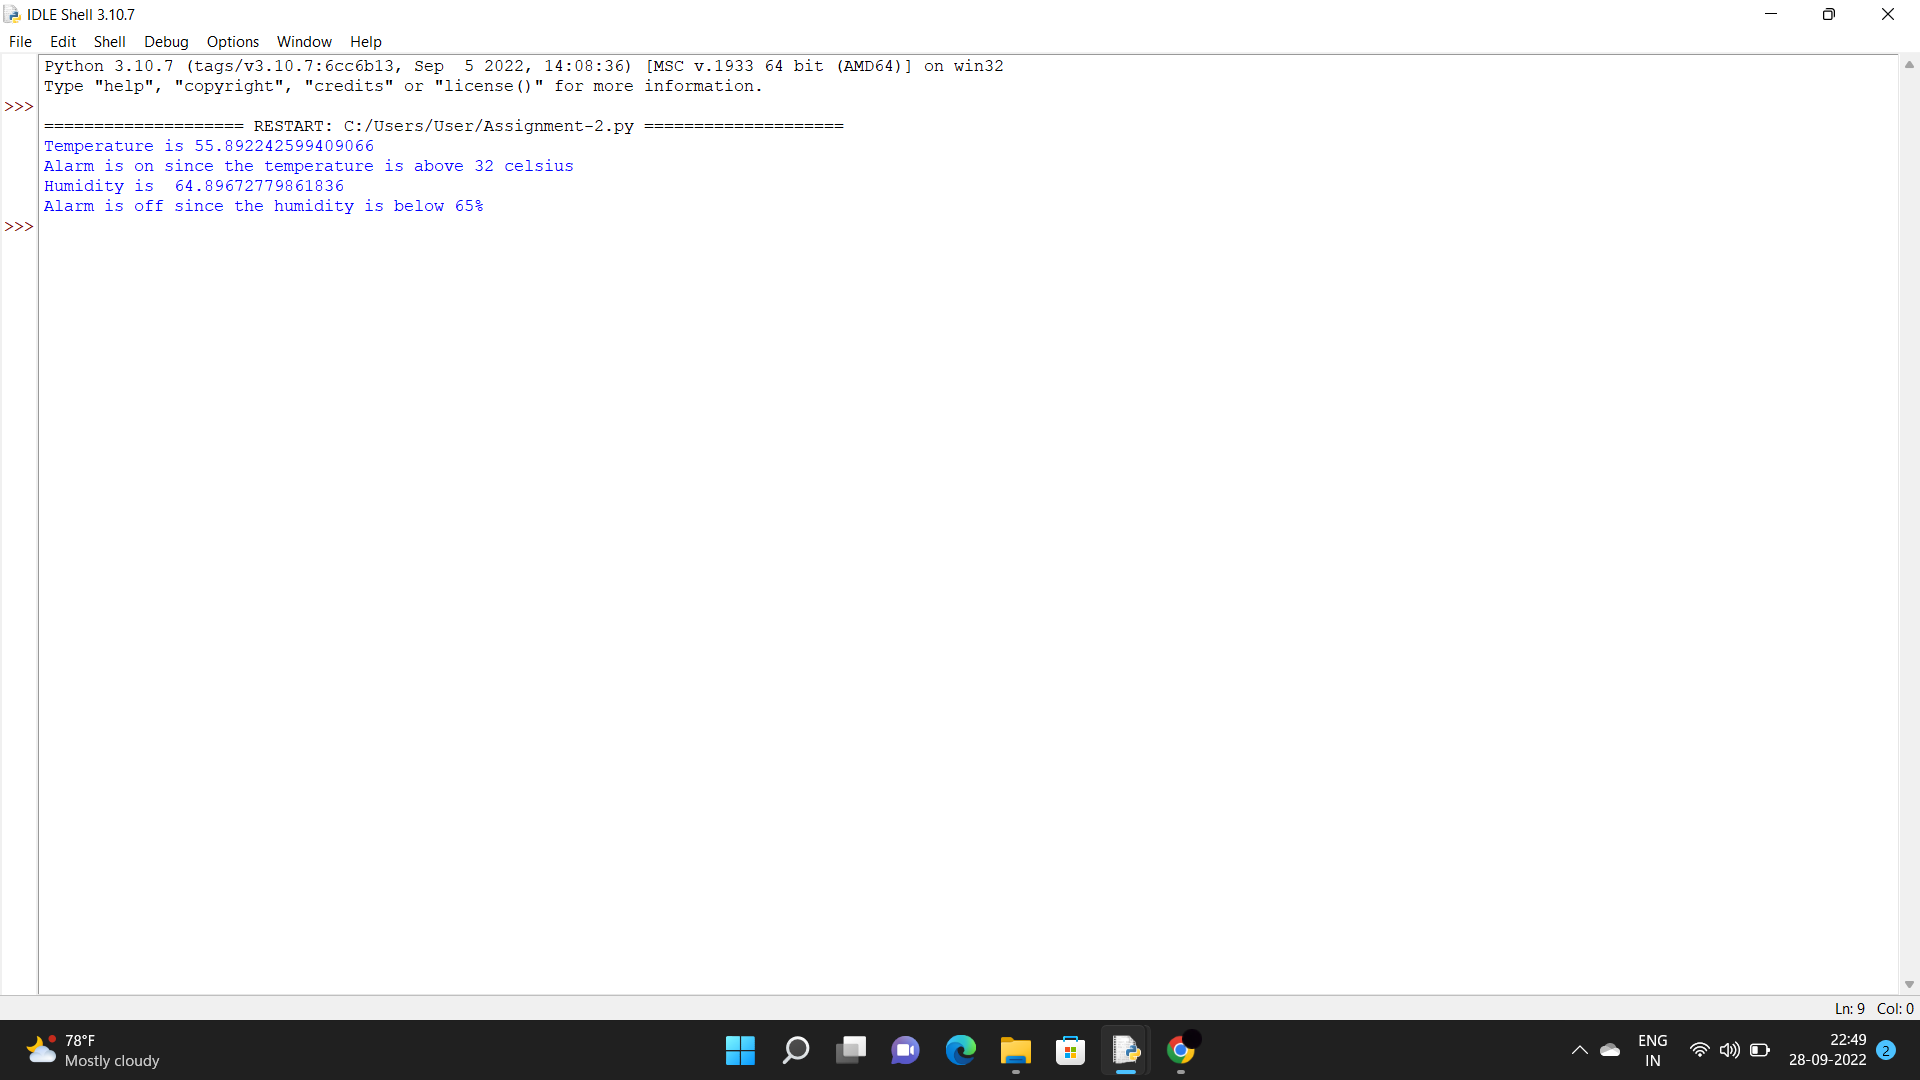 IDLE Shell 3.10.7
File Edit Shell Debug Options Window Help
Python 3.10.7 (tags/v3.10.7:6cc6b13, Sep  5 2022, 14:08:36) [MSC v.1933 64 bit (AMD64)] on win32
Type "help", "copyright", "credits" or "license()" for more information.
>>>
==================== RESTART: C:/Users/User/Assignment-2.py ====================
Temperature is 55.892242599409066
Alarm is on since the temperature is above 32 celsius
Humidity is  64.89672779861836
Alarm is off since the humidity is below 65%
>>>
Ln: 9 Col: 0
78°F
Mostly cloudy
ENG
IN
22:49
28-09-2022
2